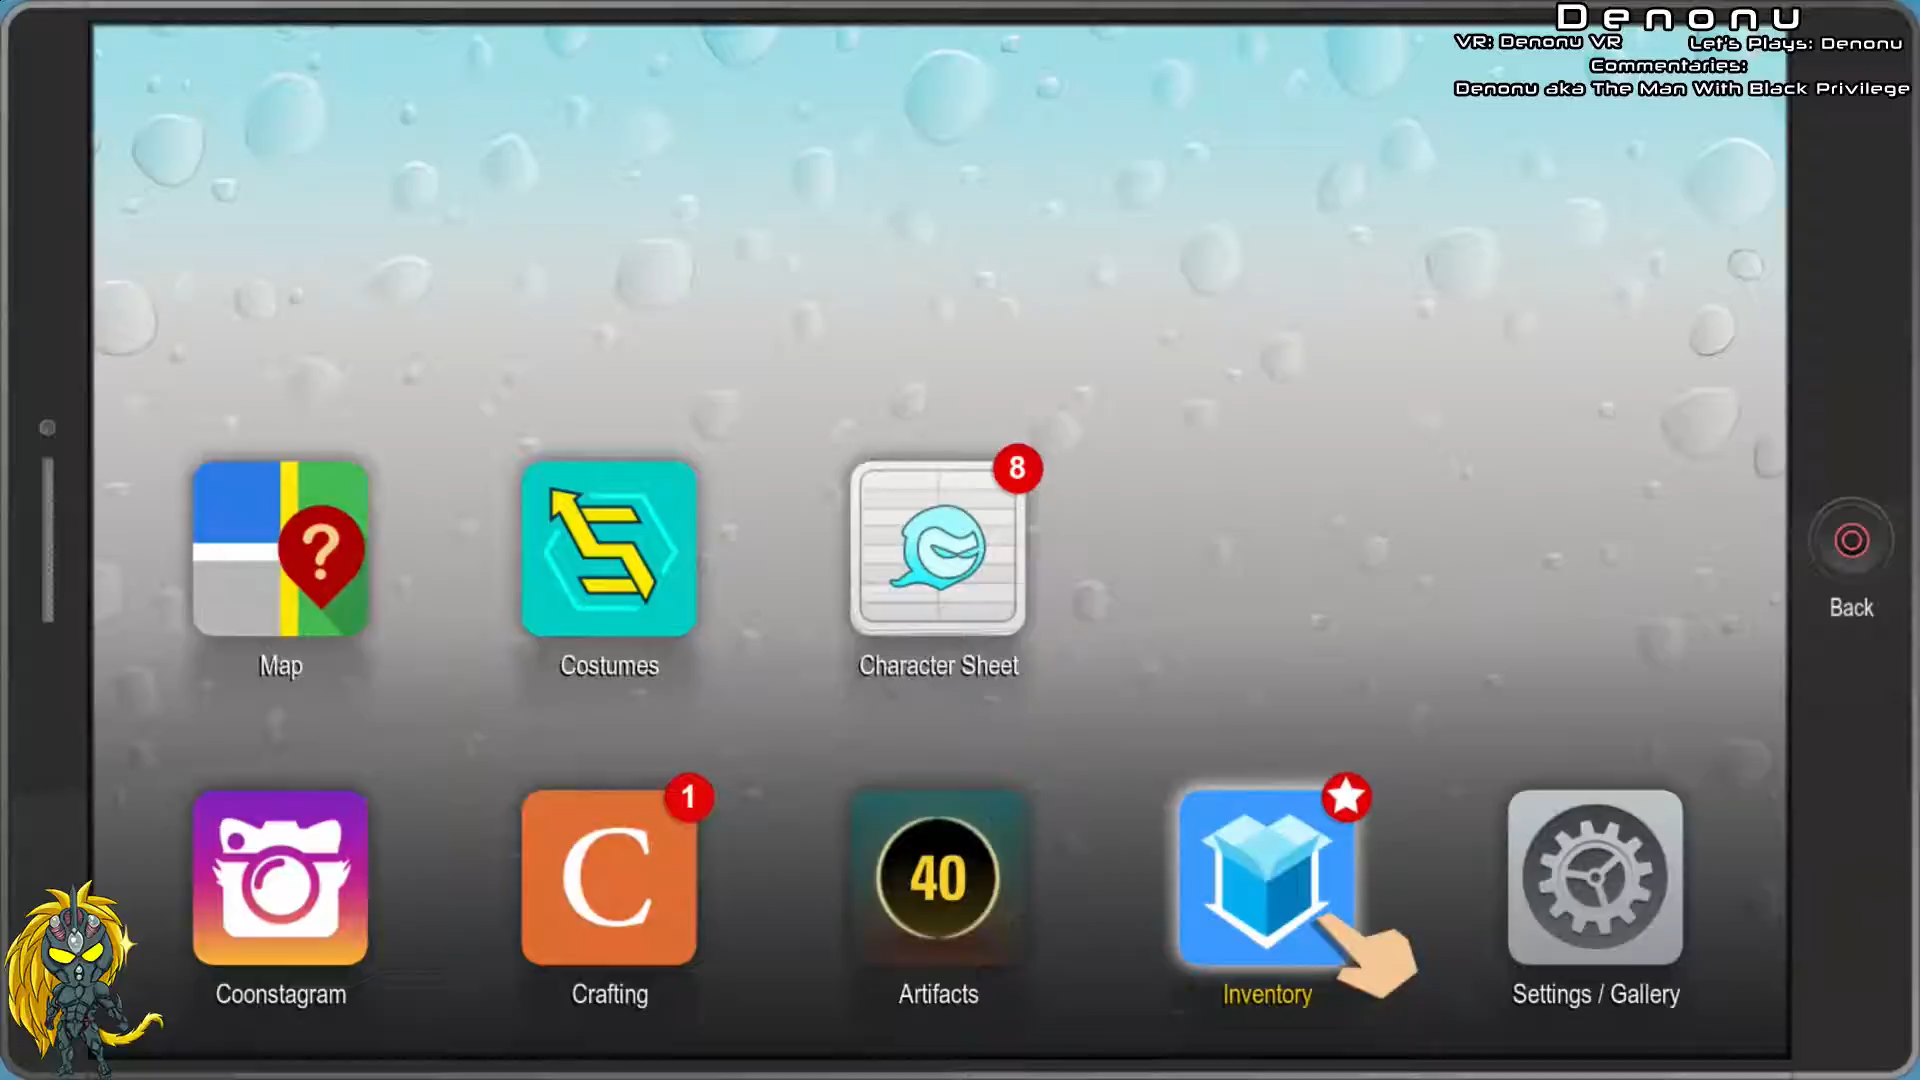 Denonu
VR: Denonu VR
Let's Plays: Denonu
Commentaries:
Denonu aka The Man With Black Privilege
8
?
Map
Costumes
Character Sheet
Back
1
C
40
Coonstagram
Crafting
Artifacts
Inventory
Settings / Gallery